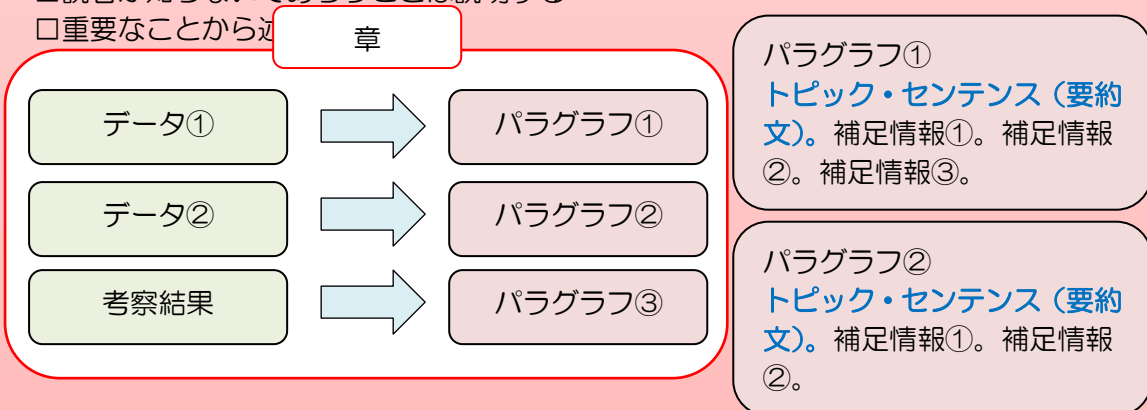 □重要なことから
章
データ①
パラグラフ①
データ②
パラグラフ②
考察結果
パラグラフ③
パラグラフ①
トピック・センテンス（要約
文）。補足情報①。補足情報
②。補足情報③。
パラグラフ②
トピック・センテンス（要約
文）。補足情報①。補足情報
②。